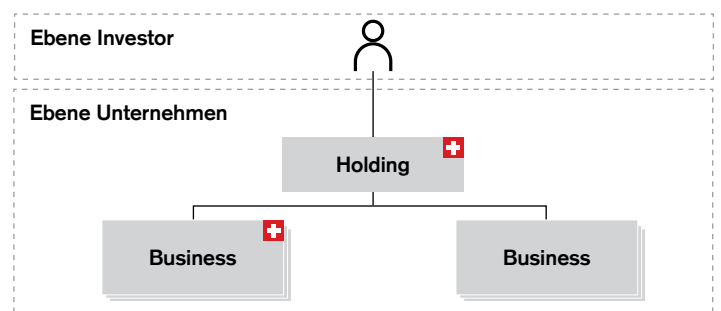 Ebene Investor
Ebene Unternehmen
Holding
Business
Business